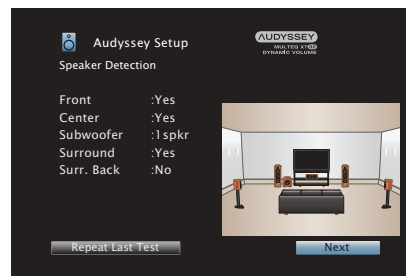 Audyssey Setup
AUDYSSEY
MULTEQ XT32
DYNAMIC VOLUME
Speaker Detection
Front :Yes
Center :Yes
Subwoofer :1spkr
Surround :Yes
Surr. Back :No
Repeat Last Test
Next